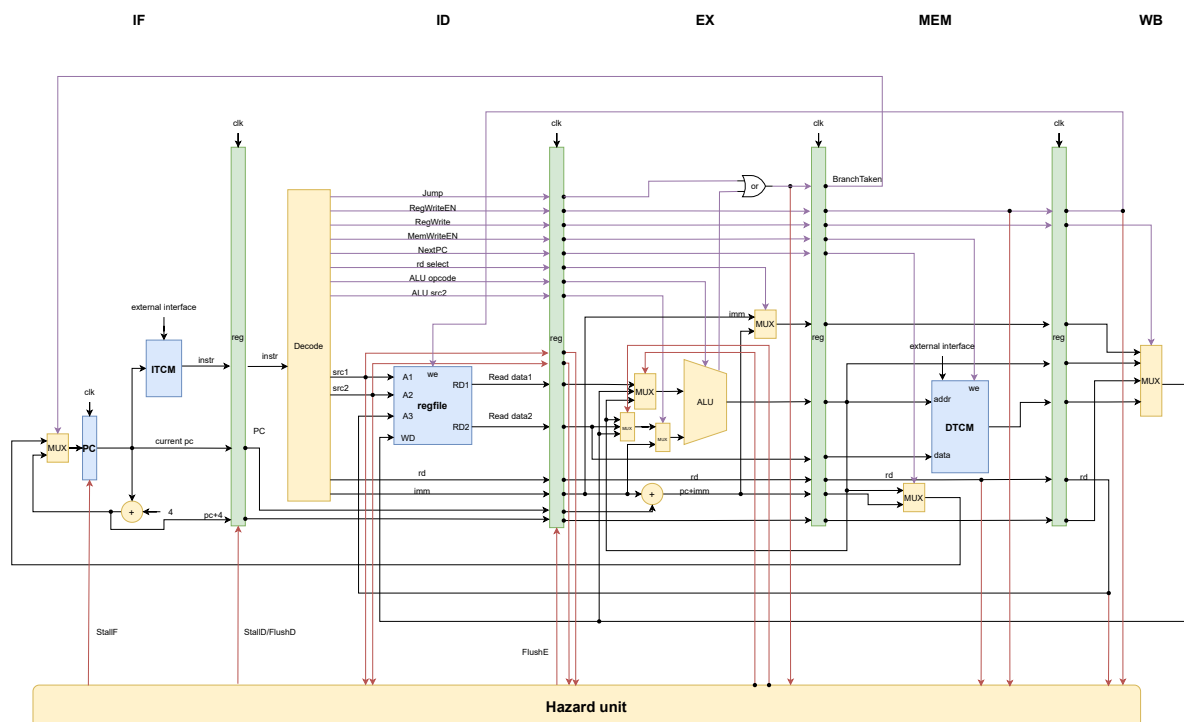 IF
ID
EX
MEM
WB
clk
clk
clk
clk
Jump
RegWriteEN
RegWrite
MemWriteEN
NextPC
rd select
ALU opcode
ALU src2
or
BranchTaken
external interface
ITCM
instr
reg
instr
Decode
src1
src2
we
A1
A2
A3
WD
regfile
RD1
RD2
Read data1
Read data2
reg
imm
MUX
MUX
MUX
MUX
ALU
reg
external interface
we
addr
DTCM
data
reg
MUX
clk
MUX
PC
current pc
PC
+
4
pc+4
rd
imm
rd
+
pc+imm
rd
MUX
rd
StallF
StallD/FlushD
FlushE
Hazard unit